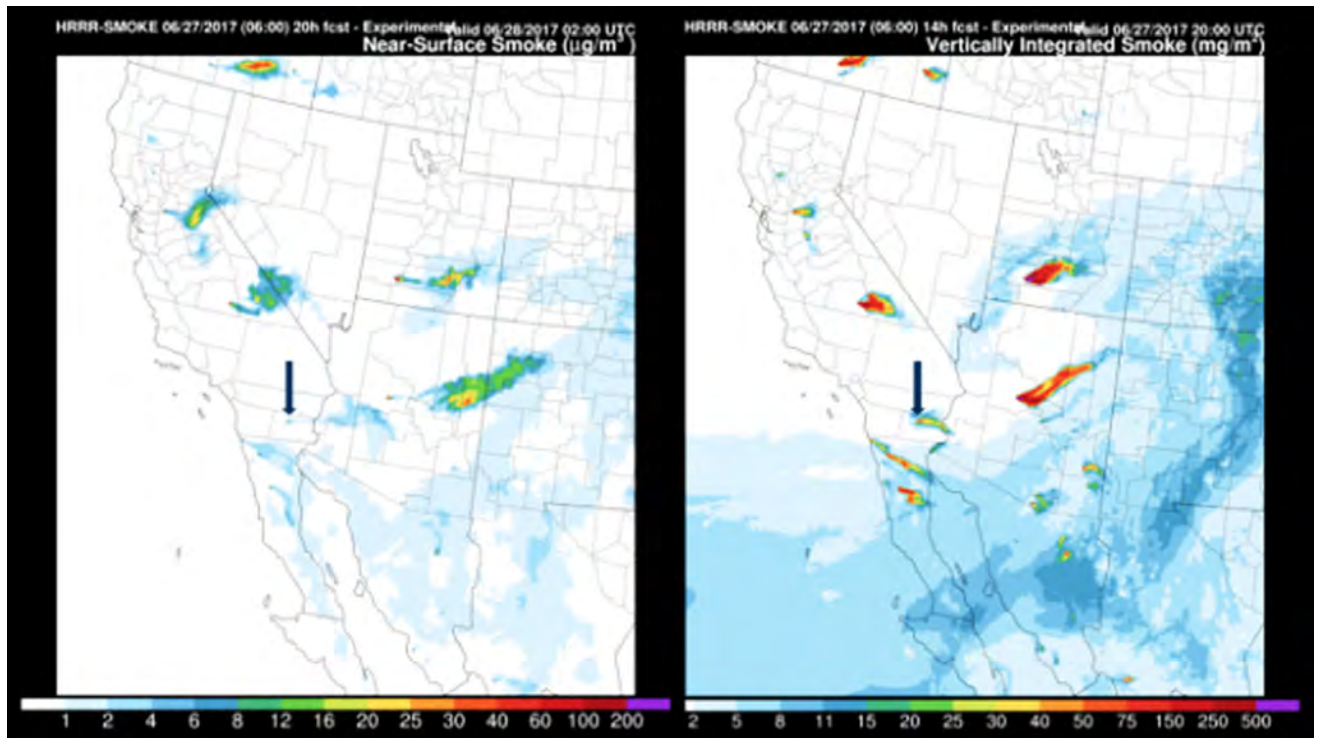 HRRR-SMOKE 06/27/2017 (06:00) 20h fcst - Experimental Valid 06/28/2017 02:00 UTC
Near-Surface Smoke (µg/m³)
1 2 4 6 8 12 16 20 25 30 40 60 100 200
HRRR-SMOKE 06/27/2017 (06:00) 14h fcst - Experimental Valid 06/27/2017 20:00 UTC
Vertically Integrated Smoke (mg/m²)
2 5 8 11 15 20 25 30 40 50 75 150 250 500